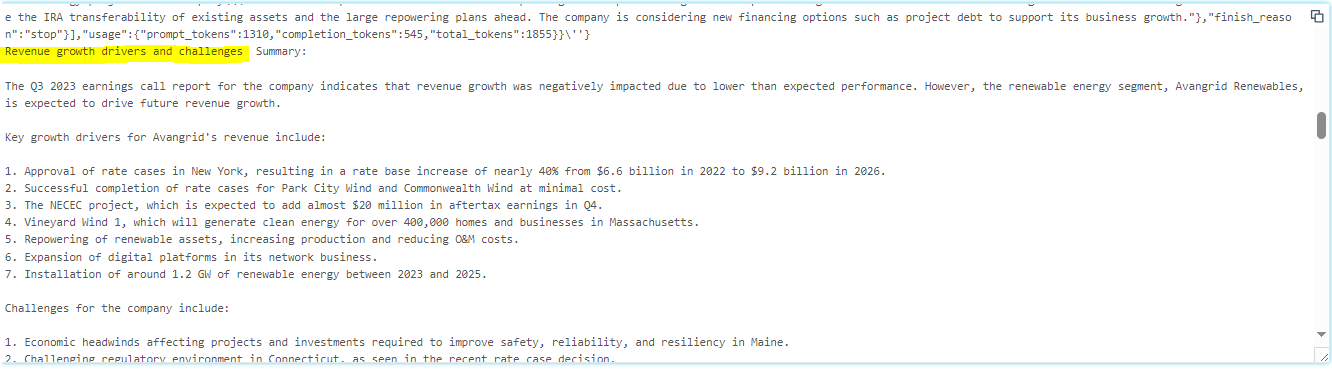 e the IRA transferability of existing assets and the large repowering plans ahead. The company is considering new financing options such as project debt to support its business growth."},"finish_reaso
n":"stop"}],"usage":{"prompt_tokens":1310,"completion_tokens":545,"total_tokens":1855}}\''}
Revenue growth drivers and challenges Summary:
The Q3 2023 earnings call report for the company indicates that revenue growth was negatively impacted due to lower than expected performance. However, the renewable energy segment, Avangrid Renewables,
is expected to drive future revenue growth.
Key growth drivers for Avangrid's revenue include:
1. Approval of rate cases in New York, resulting in a rate base increase of nearly 40% from $6.6 billion in 2022 to $9.2 billion in 2026.
2. Successful completion of rate cases for Park City Wind and Commonwealth Wind at minimal cost.
3. The NECEC project, which is expected to add almost $20 million in aftertax earnings in Q4.
4. Vineyard Wind 1, which will generate clean energy for over 400,000 homes and businesses in Massachusetts.
5. Repowering of renewable assets, increasing production and reducing O&M costs.
6. Expansion of digital platforms in its network business.
7. Installation of around 1.2 GW of renewable energy between 2023 and 2025.
Challenges for the company include:
1. Economic headwinds affecting projects and investments required to improve safety, reliability, and resiliency in Maine.
2. Challenging regulatory environment in Connecticut, as seen in the recent rate case decision.